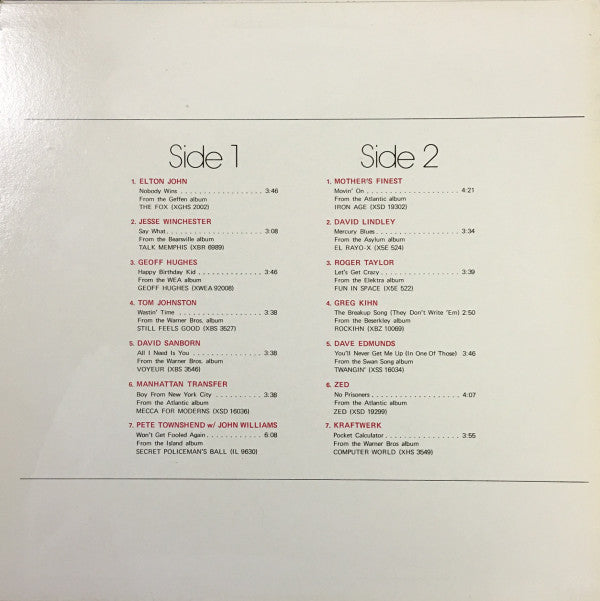 Side 1
1. ELTON JOHN
Nobody Wins . . . . . . . . . . . . . . . . . . 3:46
From the Geffen album
THE FOX (XGHS 2002)
2. JESSE WINCHESTER
Say What . . . . . . . . . . . . . . . . . . . . 3:08
From the Bearsville album
TALK MEMPHIS (XBR 6989)
3. GEOFF HUGHES
Happy Birthday Kid . . . . . . . . . . . . . 3:46
From the WEA album
GEOFF HUGHES (XWEA 92008)
4. TOM JOHNSTON
Wastin' Time . . . . . . . . . . . . . . . . . 3:38
From the Warner Bros. album
STILL FEELS GOOD (XBS 3527)
5. DAVID SANBORN
All I Need Is You . . . . . . . . . . . . . . . 3:38
From the Warner Bros. album
VOYEUR (XBS 3546)
6. MANHATTAN TRANSFER
Boy From New York City . . . . . . . . . . 3:38
From the Atlantic album
MECCA FOR MODERNS (XSD 16036)
7. PETE TOWNSHEND w/ JOHN WILLIAMS
Won't Get Fooled Again . . . . . . . . . . . 6:08
From the Island album
SECRET POLICEMAN'S BALL (IL 9630)
Side 2
1. MOTHER'S FINEST
Movin' On . . . . . . . . . . . . . . . . . . . 4:21
From the Atlantic album
IRON AGE (XSD 19302)
2. DAVID LINDLEY
Mercury Blues . . . . . . . . . . . . . . . . . 3:34
From the Asylum album
EL RAYO-X (X5E 524)
3. ROGER TAYLOR
Let's Get Crazy . . . . . . . . . . . . . . . . 3:39
From the Elektra album
FUN IN SPACE (X5E 522)
4. GREG KIHN
The Breakup Song (They Don't Write 'Em) 2:50
From the Beserkley album
ROCKIHN (XBZ 10069)
5. DAVE EDMUNDS
You'll Never Get Me Up (In One Of Those) 3:46
From the Swan Song album
TWANGIN' (XSS 16034)
6. ZED
No Prisoners . . . . . . . . . . . . . . . . . 4:07
From the Atlantic album
ZED (XSD 19299)
7. KRAFTWERK
Pocket Calculator . . . . . . . . . . . . . . . 3:55
From the Warner Bros album
COMPUTER WORLD (XHS 3549)